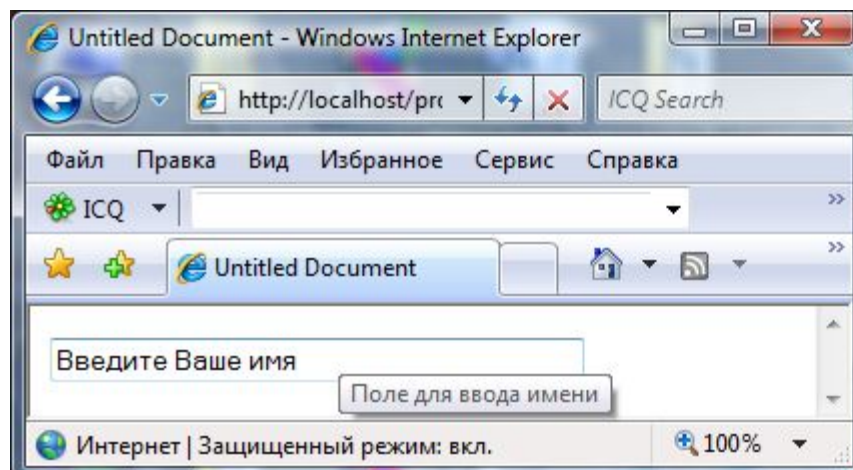 Untitled Document - Windows Internet Explorer
http://localhost/pro
ICQ Search
Файл Правка Вид Избранное Сервис Справка
ICQ
Untitled Document
Введите Ваше имя
Поле для ввода имени
Интернет | Защищенный режим: вкл.
100%